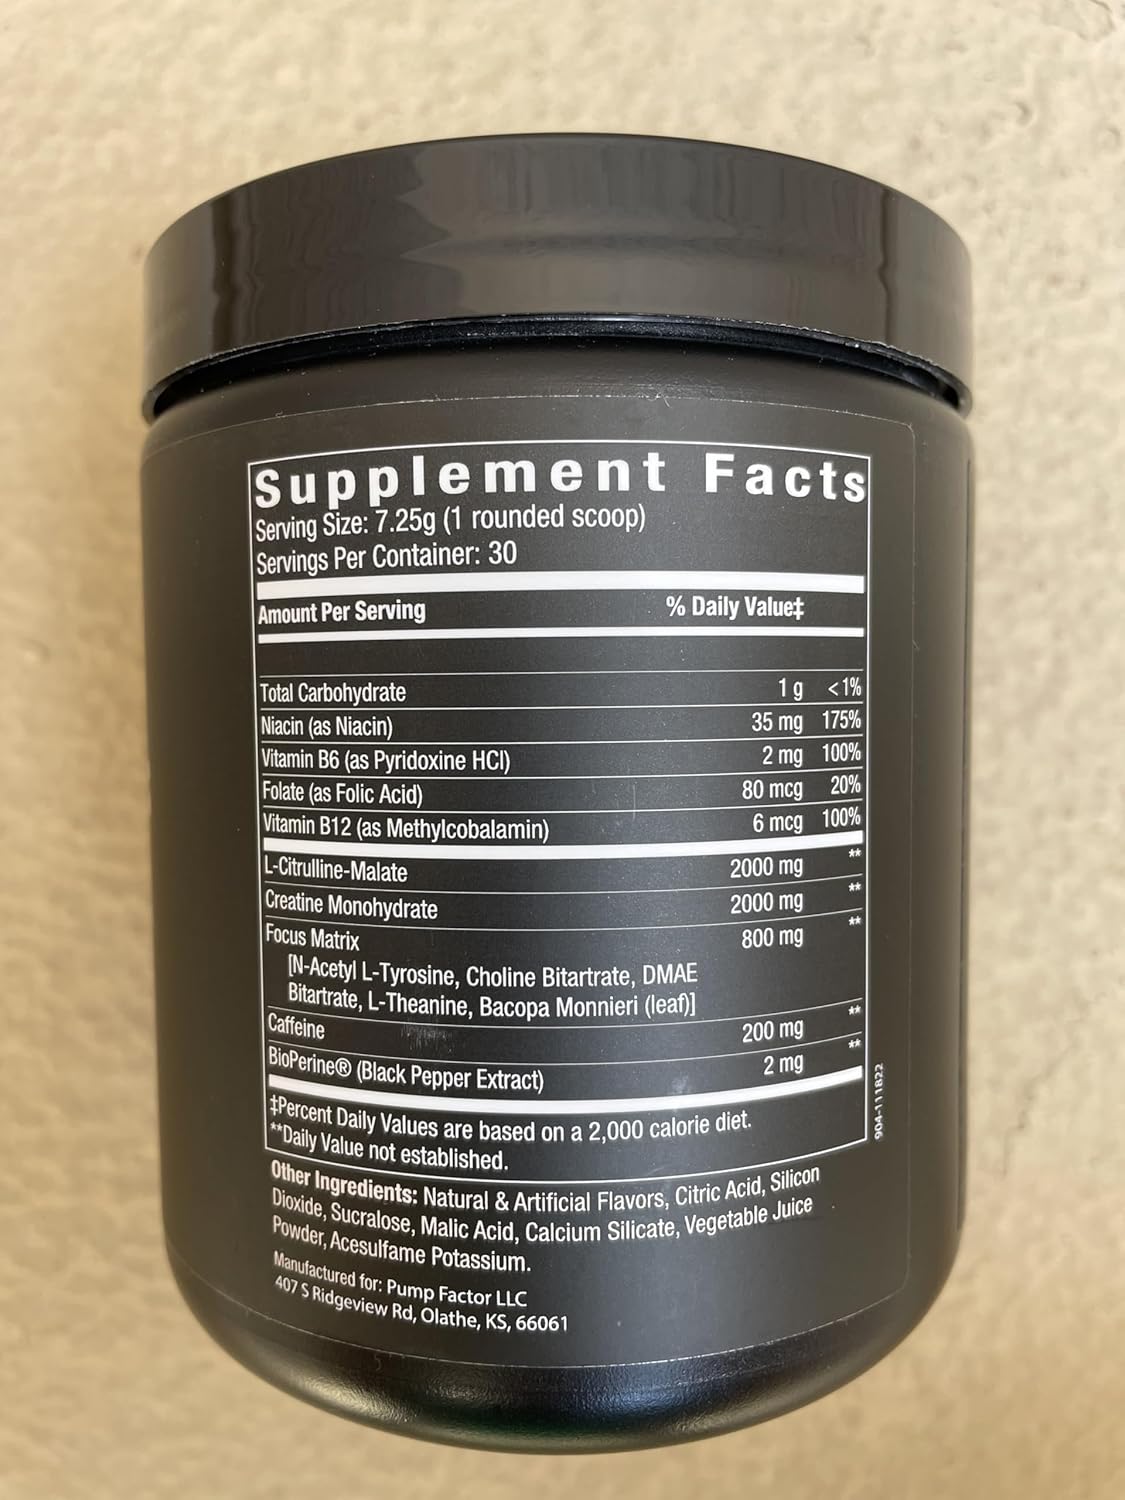 Supplement Facts
Serving Size: 7.25g (1 rounded scoop)
Servings Per Container: 30
Amount Per Serving % Daily Value‡
Total Carbohydrate 1 g <1%
Niacin (as Niacin) 35 mg 175%
Vitamin B6 (as Pyridoxine HCl) 2 mg 100%
Folate (as Folic Acid) 80 mcg 20%
Vitamin B12 (as Methylcobalamin) 6 mcg 100%
L-Citrulline-Malate 2000 mg **
Creatine Monohydrate 2000 mg **
Focus Matrix 800 mg **
[N-Acetyl L-Tyrosine, Choline Bitartrate, DMAE
Bitartrate, L-Theanine, Bacopa Monnieri (leaf)]
Caffeine 200 mg **
BioPerine® (Black Pepper Extract) 2 mg **
‡Percent Daily Values are based on a 2,000 calorie diet.
**Daily Value not established.
904-111822
Other Ingredients: Natural & Artificial Flavors, Citric Acid, Silicon
Dioxide, Sucralose, Malic Acid, Calcium Silicate, Vegetable Juice
Powder, Acesulfame Potassium.
Manufactured for: Pump Factor LLC
407 S Ridgeview Rd, Olathe, KS, 66061